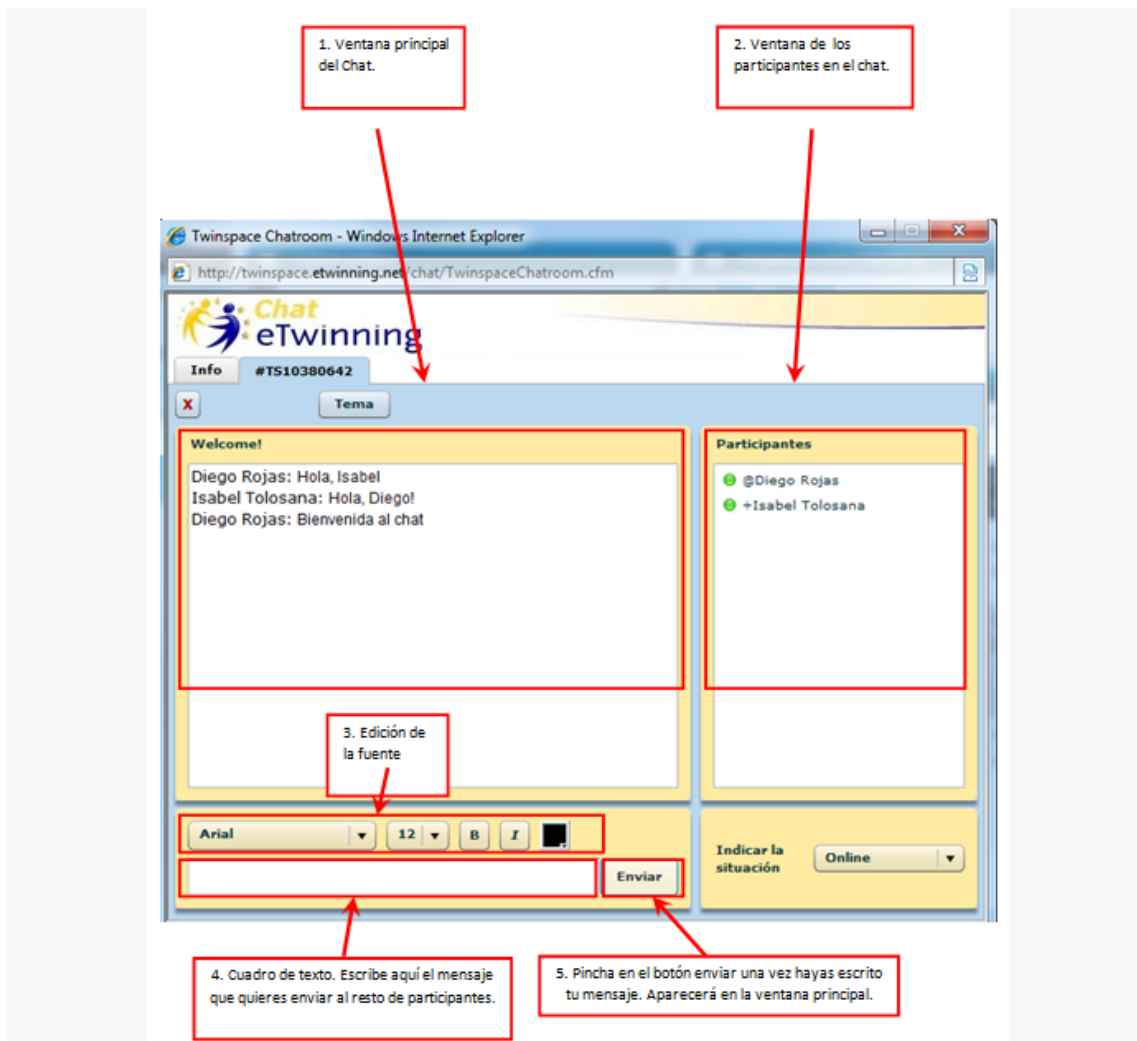 1. Ventana principal
del Chat.
2. Ventana de los
participantes en el chat.
Twinspace Chatroom - Windows Internet Explorer
http://twinspace.etwinning.net/chat/TwinspaceChatroom.cfm
Chat
eTwinning
Info
#TS10380642
X
Tema
Welcome!
Diego Rojas: Hola, Isabel
Isabel Tolosana: Hola, Diego!
Diego Rojas: Bienvenida al chat
Participantes
@Diego Rojas
+Isabel Tolosana
3. Edición de
la fuente
Arial
12
B
I
Enviar
Indicar la
situación
Online
4. Cuadro de texto. Escribe aquí el mensaje
que quieres enviar al resto de participantes.
5. Pincha en el botón enviar una vez hayas escrito
tu mensaje. Aparecerá en la ventana principal.